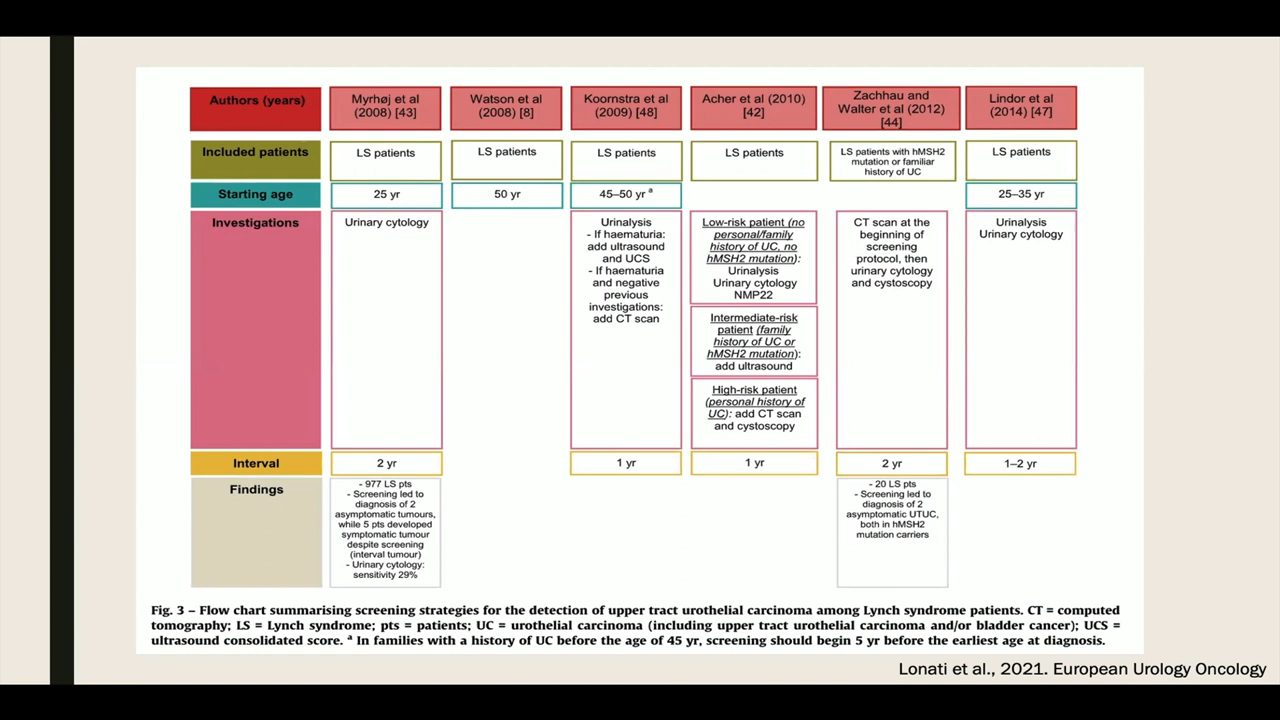 Authors (years)
Myrhøj et al
(2008) [43]
Watson et al
(2008) [8]
Koornstra et al
(2009) [48]
Acher et al (2010)
[42]
Zachhau and
Walter et al (2012)
[44]
Lindor et al
(2014) [47]
Included patients
LS patients
LS patients
LS patients
LS patients
LS patients with hMSH2
mutation or familiar
history of UC
LS patients
Starting age
25 yr
50 yr
45–50 yr a
25–35 yr
Investigations
Urinary cytology
Urinalysis
- If haematuria:
add ultrasound
and UCS
- If haematuria
and negative
previous
investigations:
add CT scan
Low-risk patient (no
personal/family
history of UC, no
hMSH2 mutation):
Urinalysis
Urinary cytology
NMP22
Intermediate-risk
patient (family
history of UC or
hMSH2 mutation):
add ultrasound
High-risk patient
(personal history of
UC): add CT scan
and cystoscopy
CT scan at the
beginning of
screening
protocol, then
urinary cytology
and cystoscopy
Urinalysis
Urinary cytology
Interval
2 yr
1 yr
1 yr
2 yr
1–2 yr
Findings
- 977 LS pts
- Screening led to
diagnosis of 2
asymptomatic tumours,
while 5 pts developed
symptomatic tumour
despite screening
(interval tumour)
- Urinary cytology:
sensitivity 29%
- 20 LS pts
- Screening led to
diagnosis of 2
asymptomatic UTUC,
both in hMSH2
mutation carriers
Fig. 3 – Flow chart summarising screening strategies for the detection of upper tract urothelial carcinoma among Lynch syndrome patients. CT = computed
tomography; LS = Lynch syndrome; pts = patients; UC = urothelial carcinoma (including upper tract urothelial carcinoma and/or bladder cancer); UCS =
ultrasound consolidated score. a In families with a history of UC before the age of 45 yr, screening should begin 5 yr before the earliest age at diagnosis.
Lonati et al., 2021. European Urology Oncology